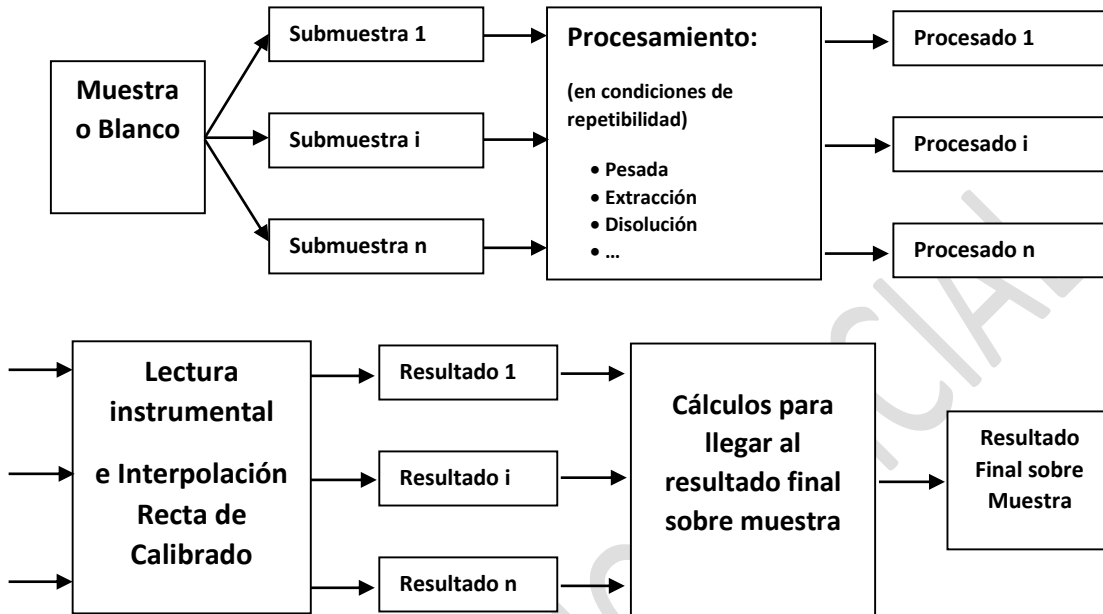 Muestra
o Blanco
Submuestra 1
Submuestra i
Submuestra n
Procesamiento:
(en condiciones de
repetibilidad)
• Pesada
• Extracción
• Disolución
• ...
Procesado 1
Procesado i
Procesado n
Lectura
instrumental
e Interpolación
Recta de
Calibrado
Resultado 1
Resultado i
Resultado n
Cálculos para
llegar al
resultado final
sobre muestra
Resultado
Final sobre
Muestra